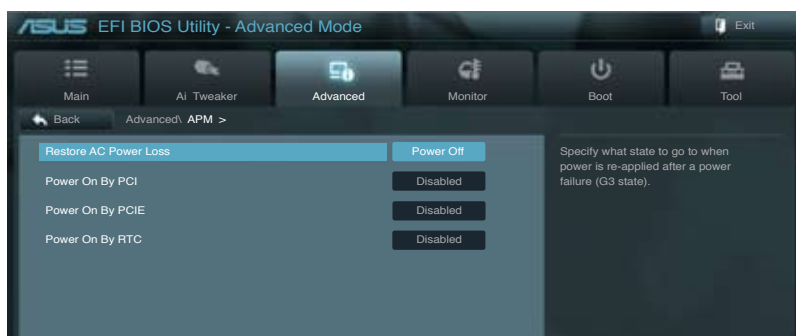 ASUS EFI BIOS Utility - Advanced Mode
Exit
Main
Ai Tweaker
Advanced
Monitor
Boot
Tool
Back
Advanced\ APM >
Restore AC Power Loss
Power Off
Power On By PCI
Disabled
Power On By PCIE
Disabled
Power On By RTC
Disabled
Specify what state to go to when
power is re-applied after a power
failure (G3 state).